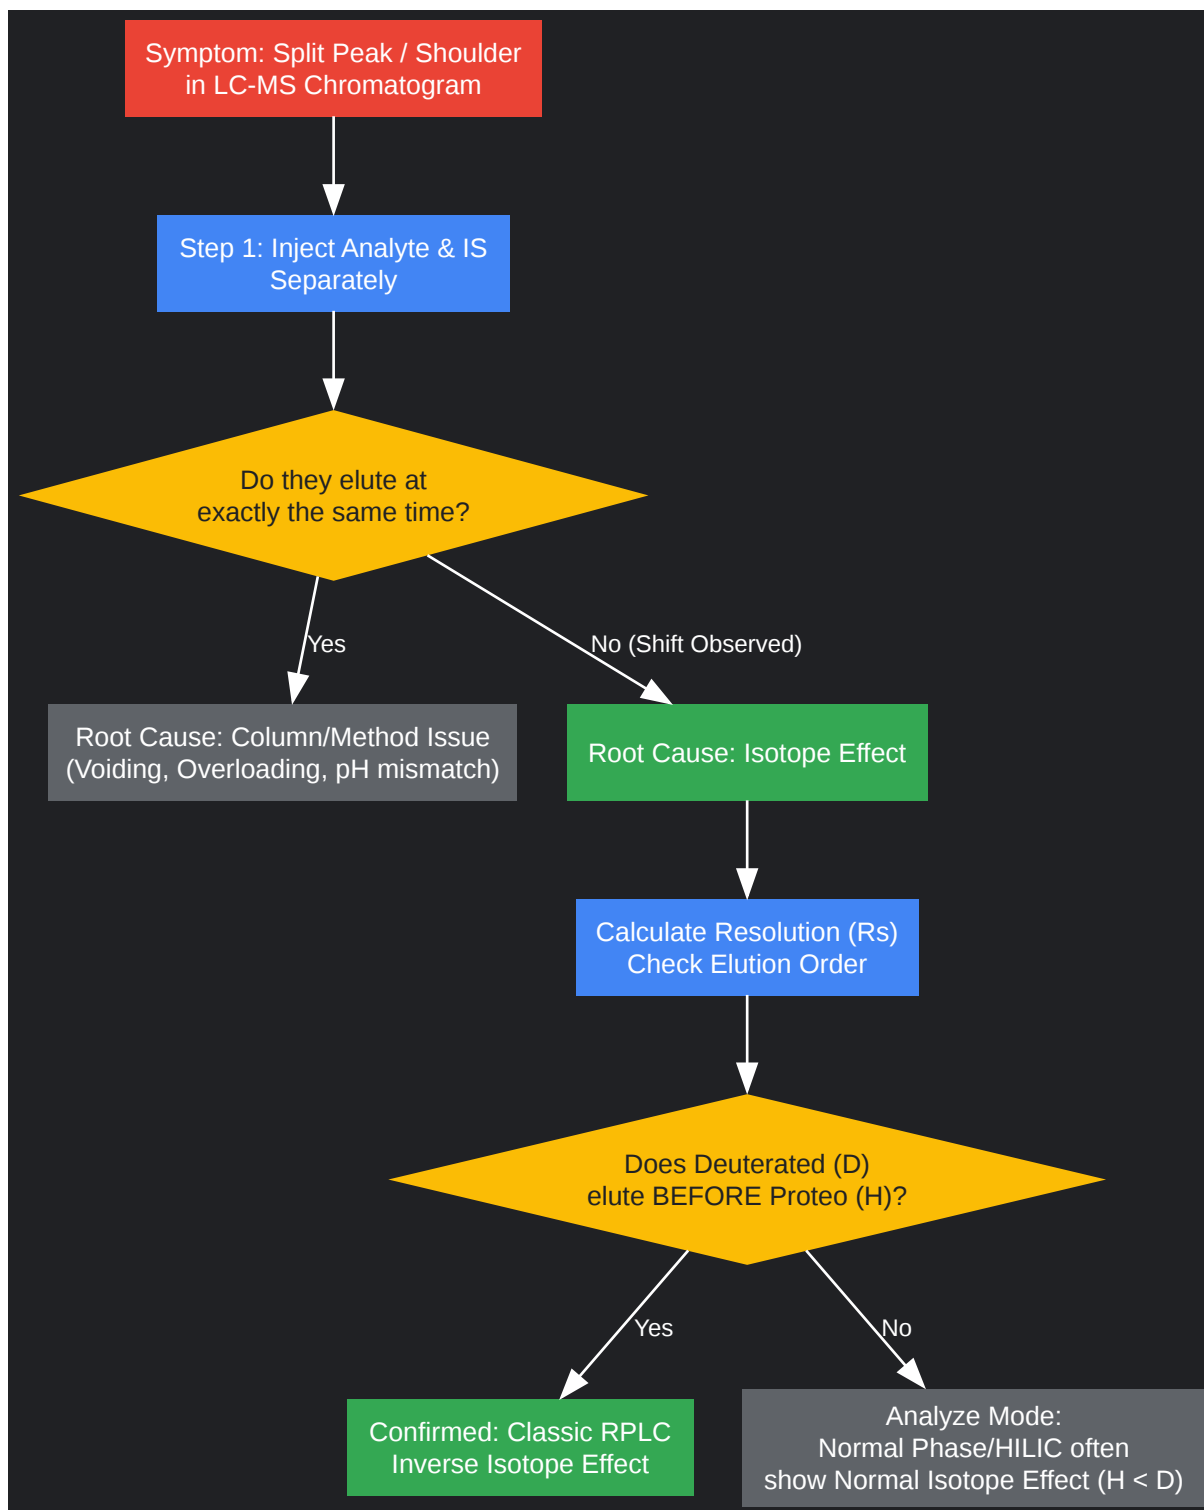 Symptom: Split Peak / Shoulder
in LC-MS Chromatogram
Step 1: Inject Analyte & IS
Separately
Do they elute at
exactly the same time?
Yes
No (Shift Observed)
Root Cause: Column/Method Issue
(Voiding, Overloading, pH mismatch)
Root Cause: Isotope Effect
Calculate Resolution (Rs)
Check Elution Order
Does Deuterated (D)
elute BEFORE Proteo (H)?
Yes
No
Confirmed: Classic RPLC
Inverse Isotope Effect
Analyze Mode:
Normal Phase/HILIC often
show Normal Isotope Effect (H < D)